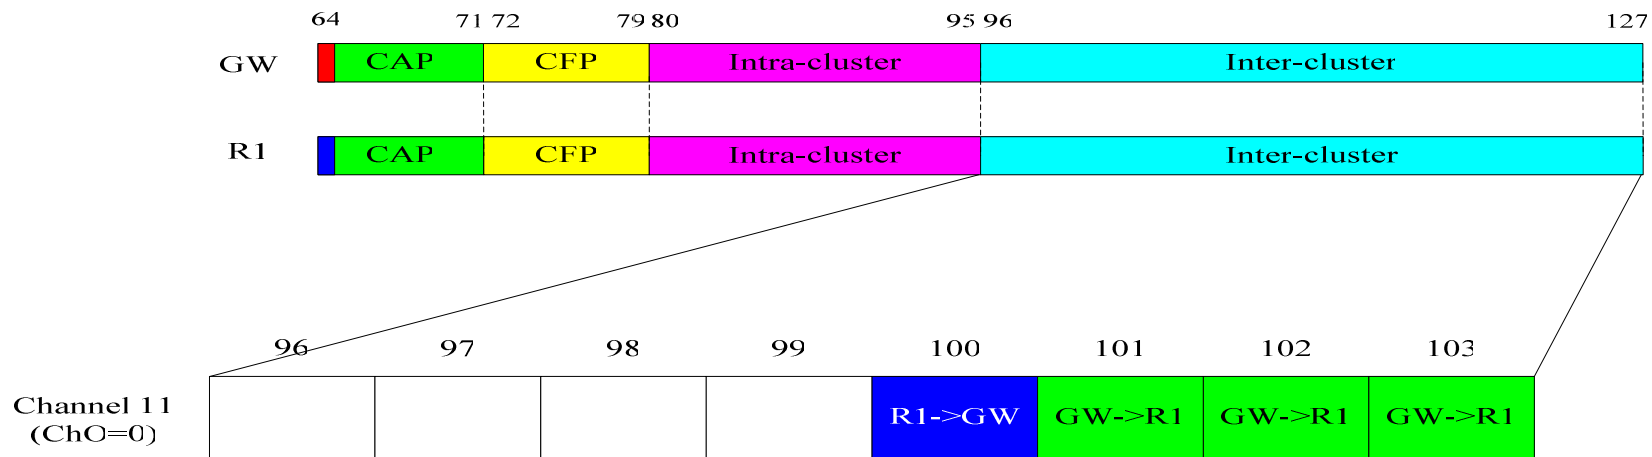 64 71 72 79 80 95 96 127
GW CAP CFP Intra-cluster Inter-cluster
R1 CAP CFP Intra-cluster Inter-cluster
96 97 98 99 100 101 102 103
Channel 11
(ChO=0)
R1->GW GW->R1 GW->R1 GW->R1